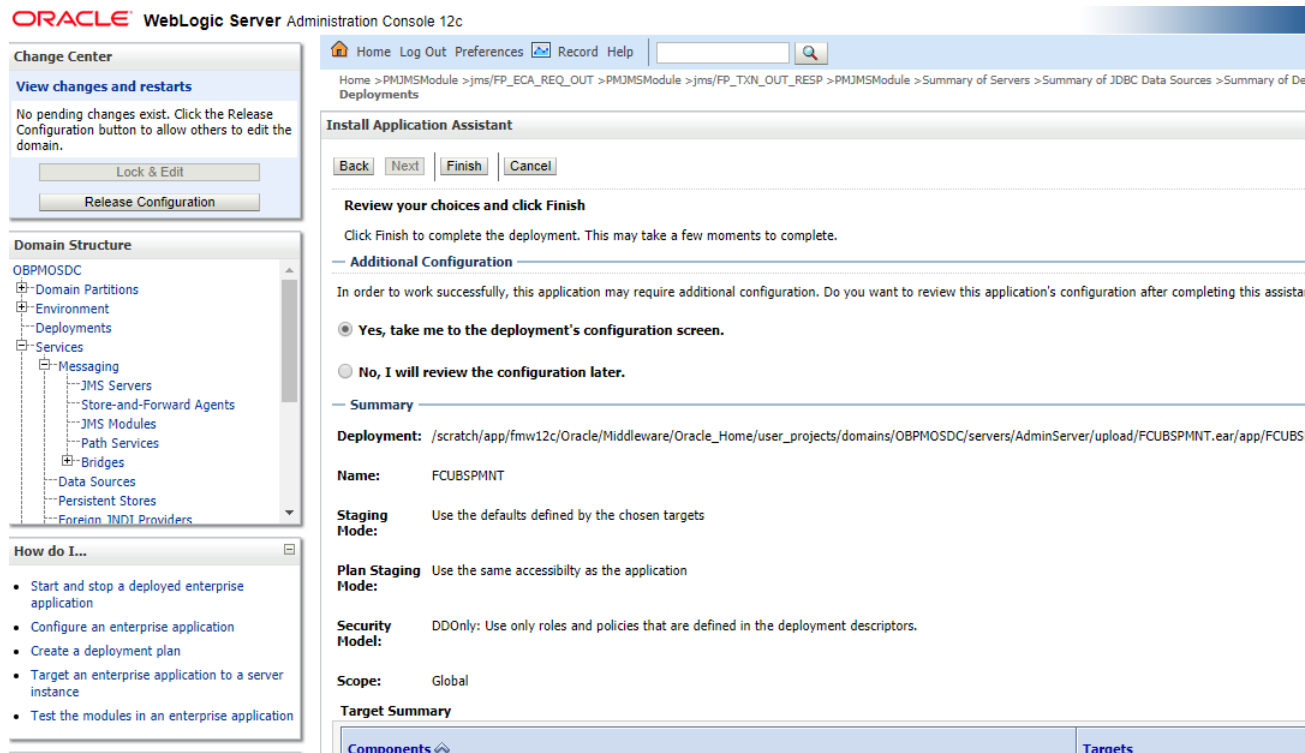 ORACLE® WebLogic Server Administration Console 12c
Change Center
View changes and restarts
No pending changes exist. Click the Release
Configuration button to allow others to edit the
domain.
Lock & Edit
Release Configuration
Domain Structure
OBPMOSDC
Domain Partitions
Environment
Deployments
Services
Messaging
JMS Servers
Store-and-Forward Agents
JMS Modules
Path Services
Bridges
Data Sources
Persistent Stores
Foreign JNDI Providers
How do I...
Start and stop a deployed enterprise
application
Configure an enterprise application
Create a deployment plan
Target an enterprise application to a server
instance
Test the modules in an enterprise application
Home Log Out Preferences Record Help
Home >PMJMSModule >jms/FP_ECA_REQ_OUT >PMJMSModule >jms/FP_TXN_OUT_RESP >PMJMSModule >Summary of Servers >Summary of JDBC Data Sources >Summary of De
Deployments
Install Application Assistant
Back Next Finish Cancel
Review your choices and click Finish
Click Finish to complete the deployment. This may take a few moments to complete.
Additional Configuration
In order to work successfully, this application may require additional configuration. Do you want to review this application's configuration after completing this assista
Yes, take me to the deployment's configuration screen.
No, I will review the configuration later.
Summary
Deployment: /scratch/app/fmw12c/Oracle/Middleware/Oracle_Home/user_projects/domains/OBPMOSDC/servers/AdminServer/upload/FCUBSPMNT.ear/app/FCUBS
Name: FCUBSPMNT
Staging Mode: Use the defaults defined by the chosen targets
Plan Staging Mode: Use the same accessibilty as the application
Security Model: DDOnly: Use only roles and policies that are defined in the deployment descriptors.
Scope: Global
Target Summary
Components Targets